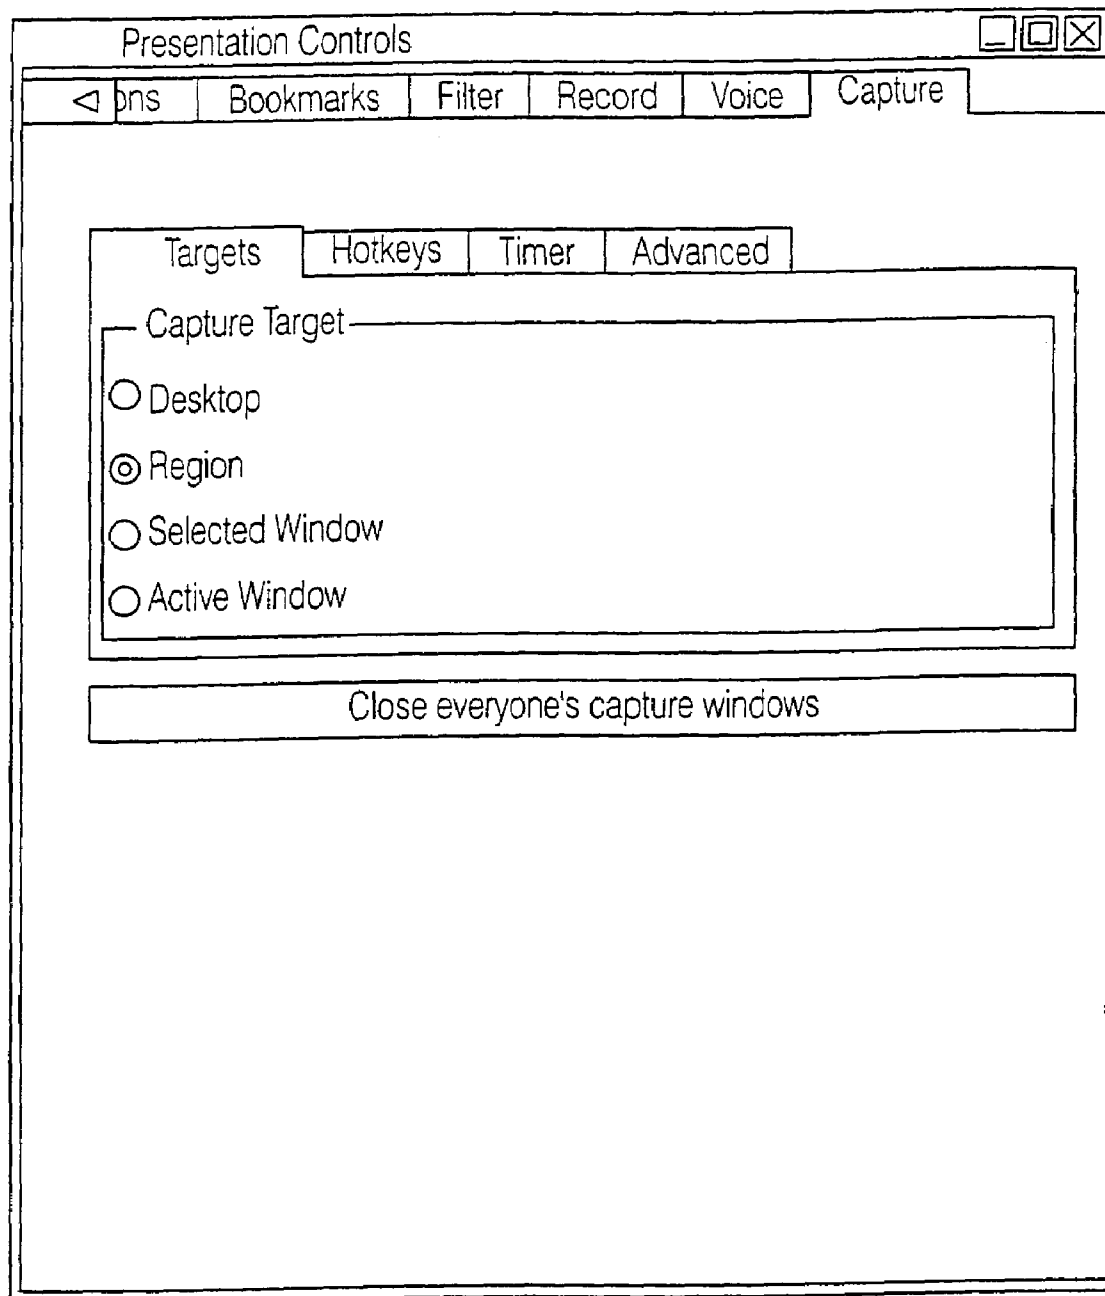 Presentation Controls
ons Bookmarks Filter Record Voice Capture
Targets Hotkeys Timer Advanced
Capture Target
Desktop
Region
Selected Window
Active Window
Close everyone's capture windows